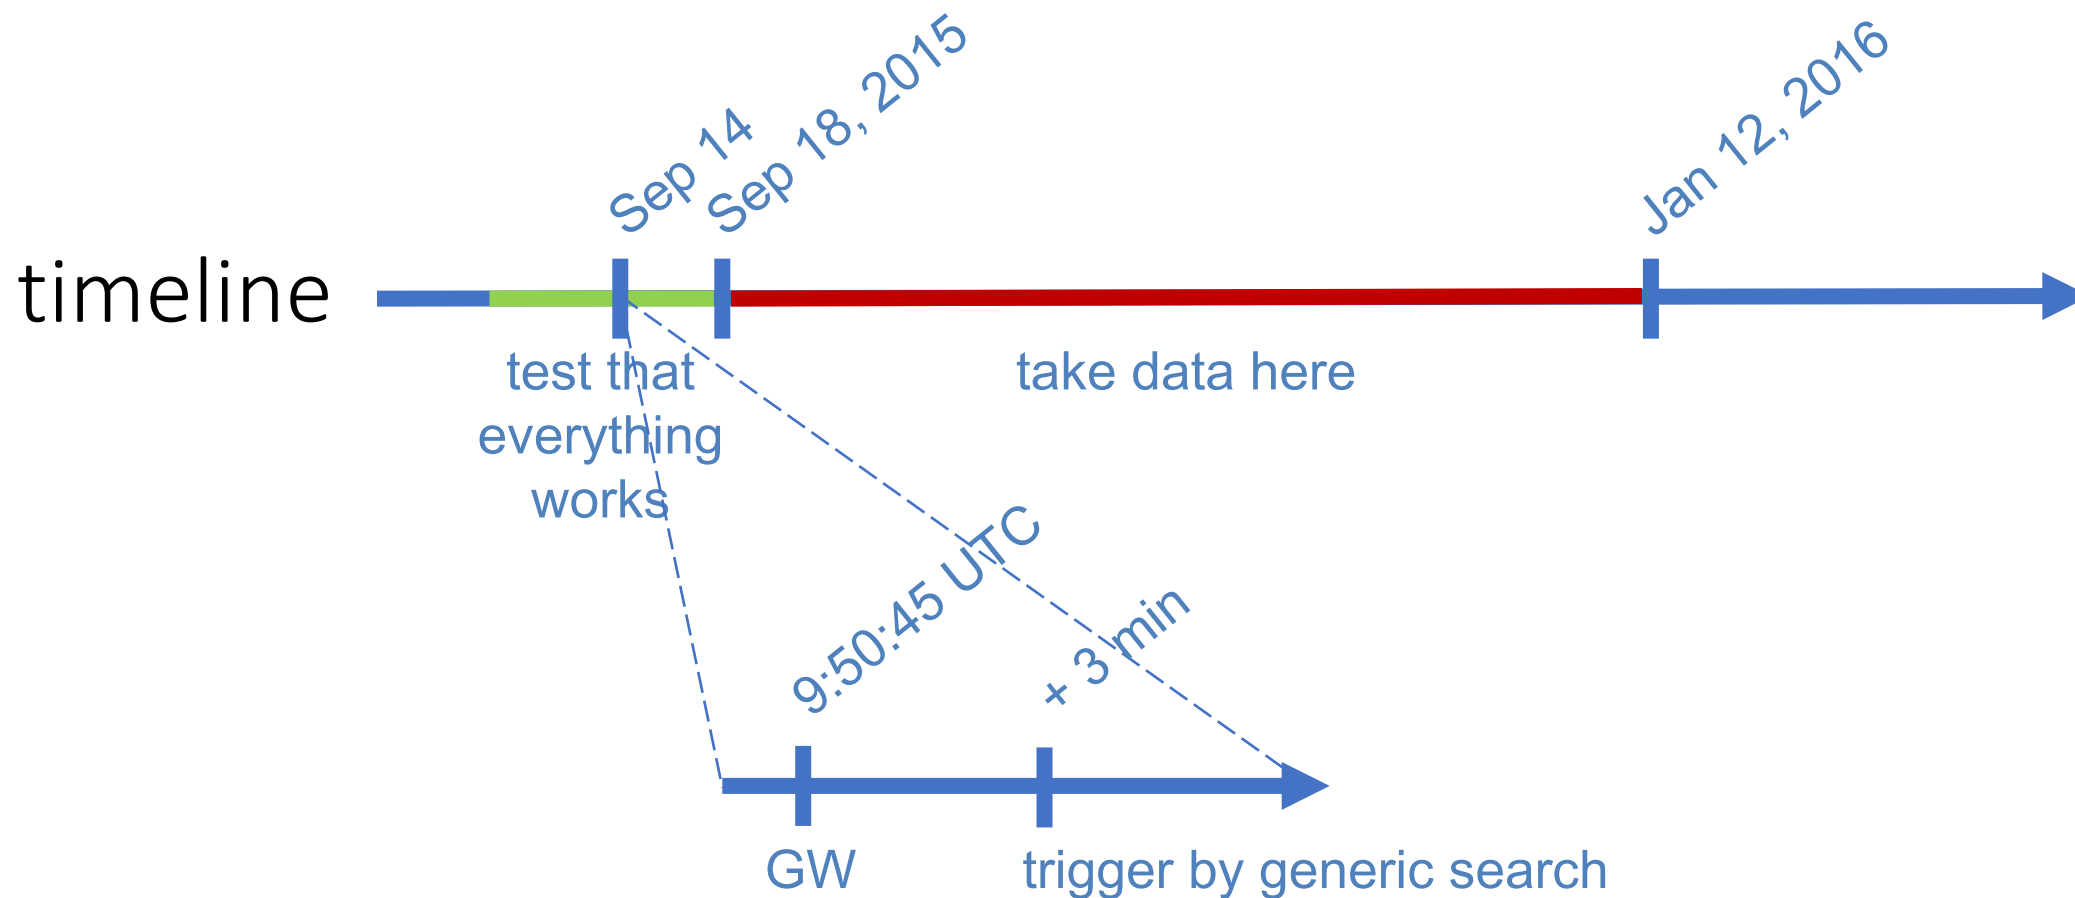 Sep 14
Sep 18, 2015
Jan 12, 2016
timeline
test that
everything
works
take data here
9:50:45 UTC
+ 3 min
GW
trigger by generic search